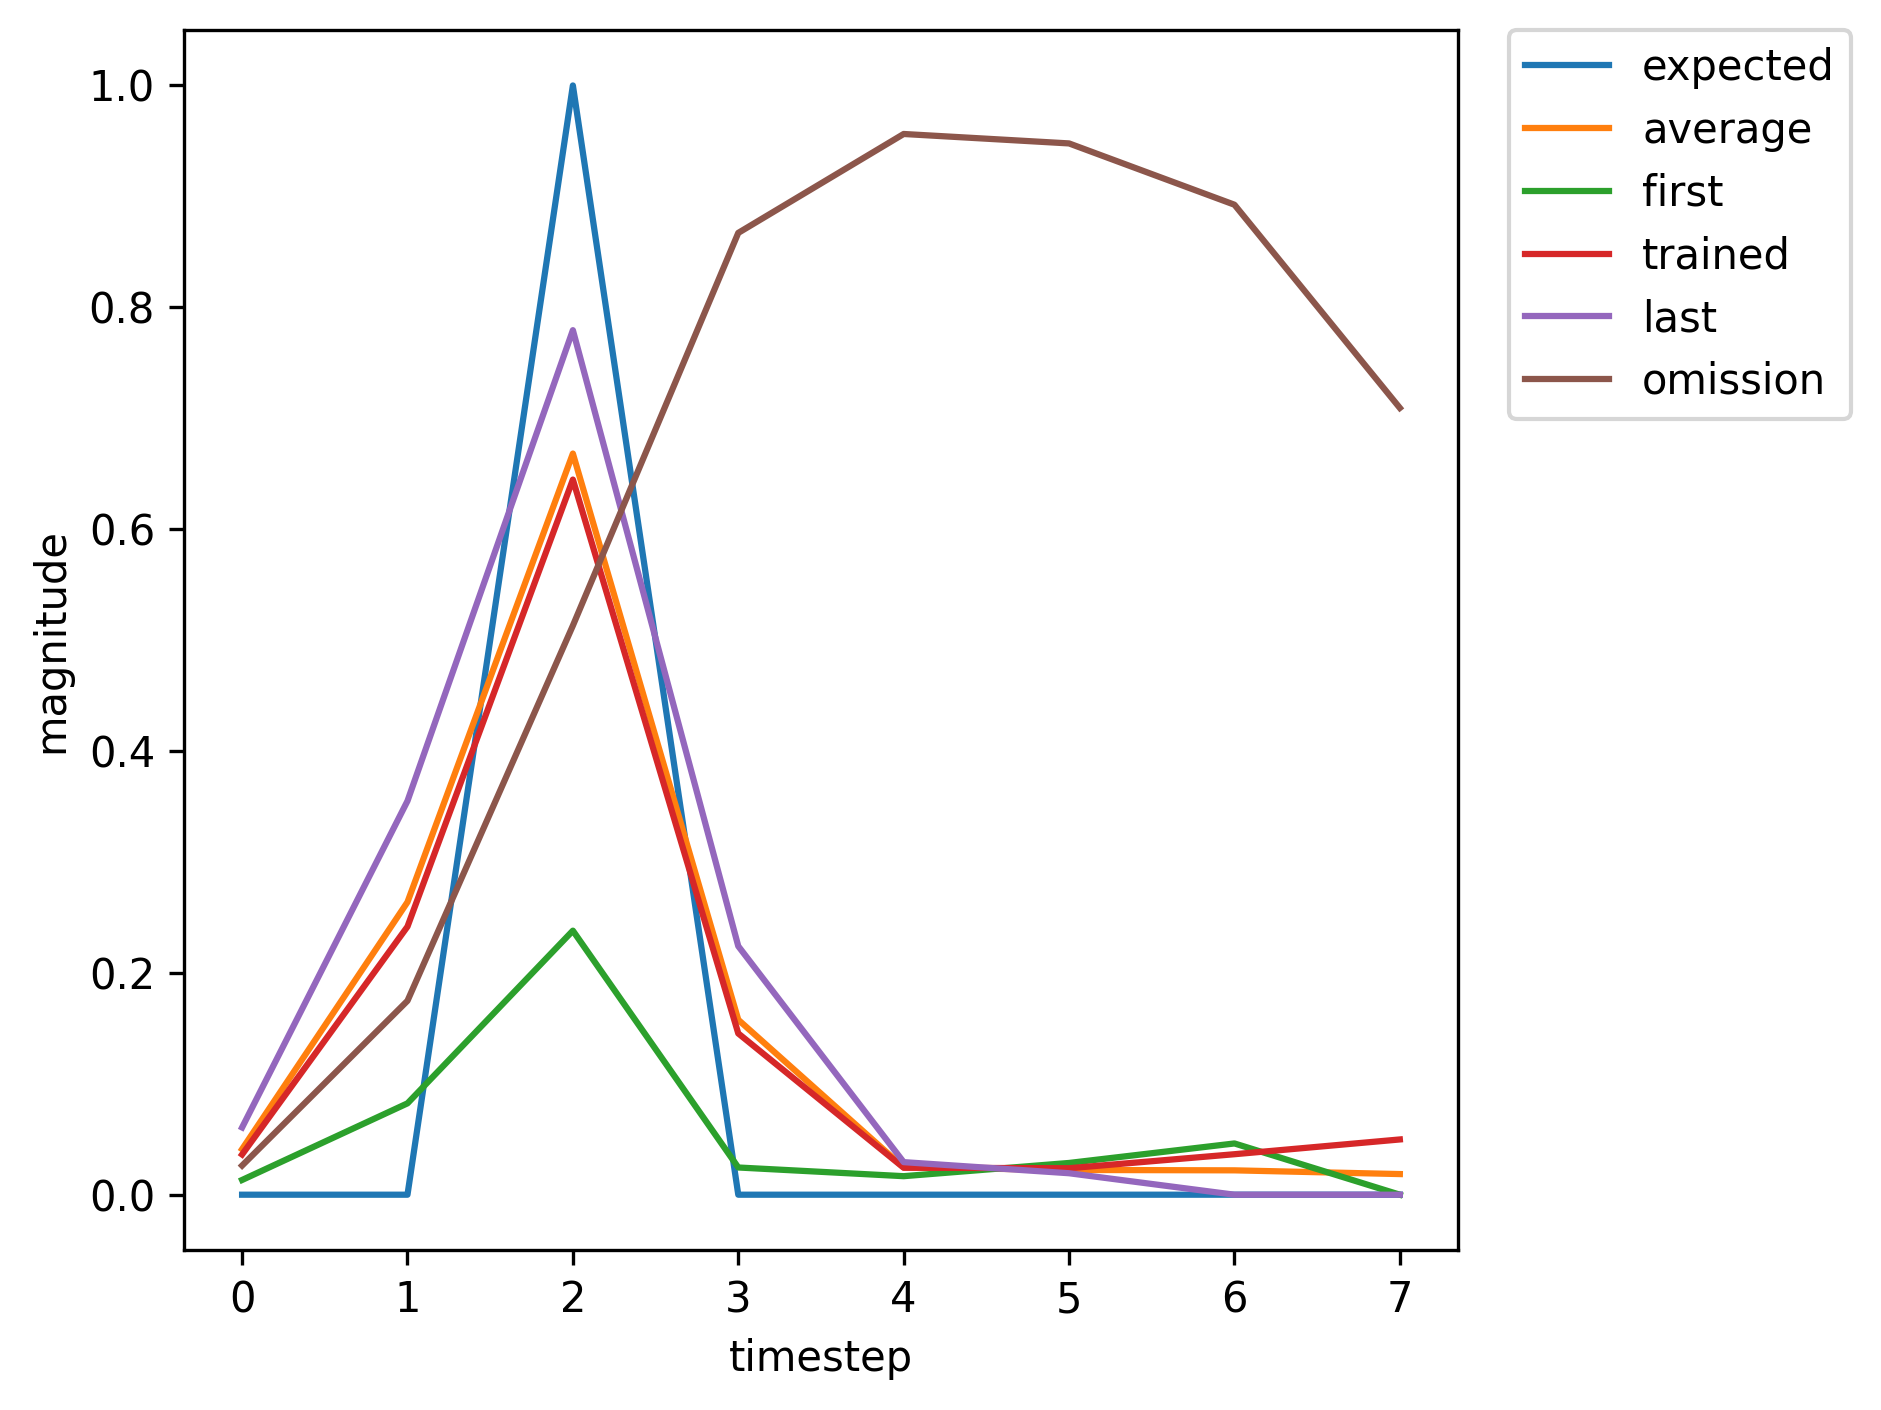 1.0
0.8
0.6
0.4
0.2
0.0
magnitude
0 1 2 3 4 5 6 7
timestep
expected
average
first
trained
last
omission